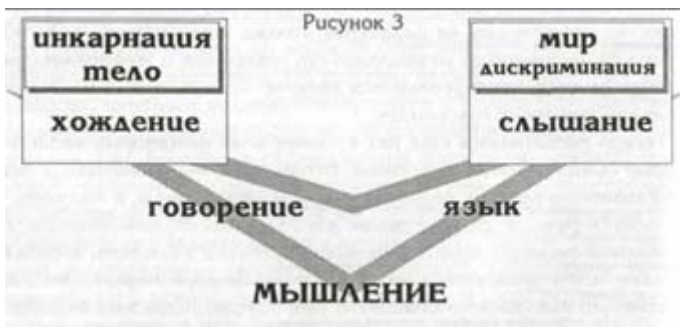 Рисунок 3
инкарнация
тело
хождение
мир
дискриминация
слышание
говорение
язык
МЫШЛЕНИЕ